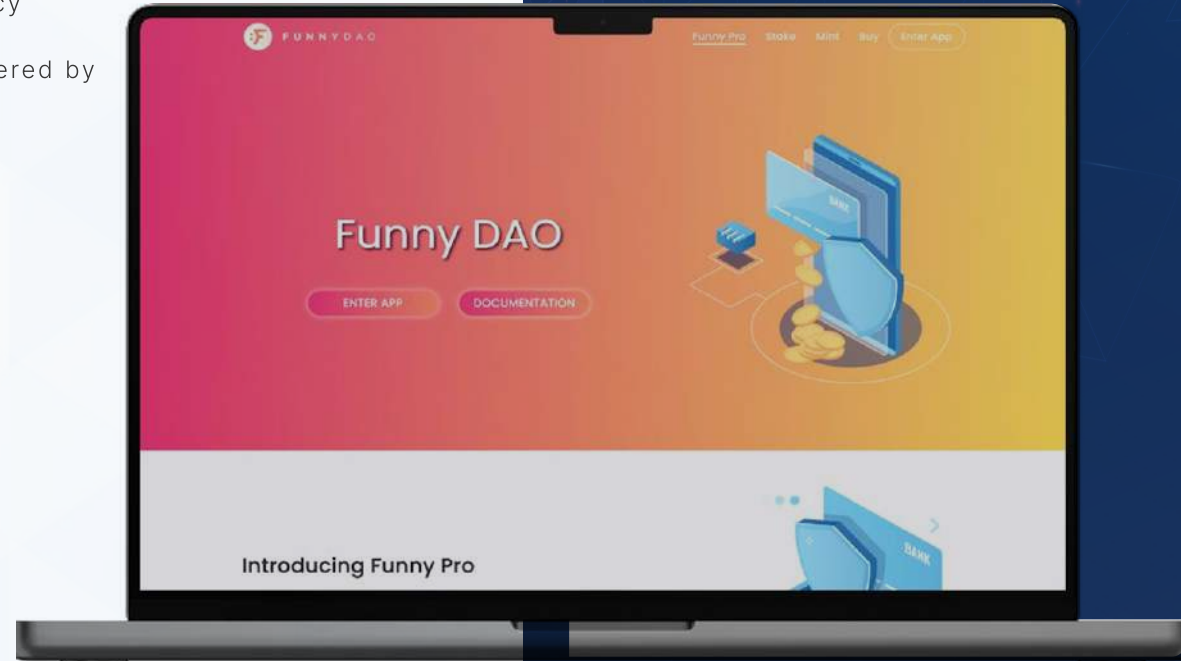 cy
ered by
FUNNYDAO
Funny Pro Stake Mint Buy Enter App
Funny DAO
ENTER APP DOCUMENTATION
BANK
Introducing Funny Pro
BANK